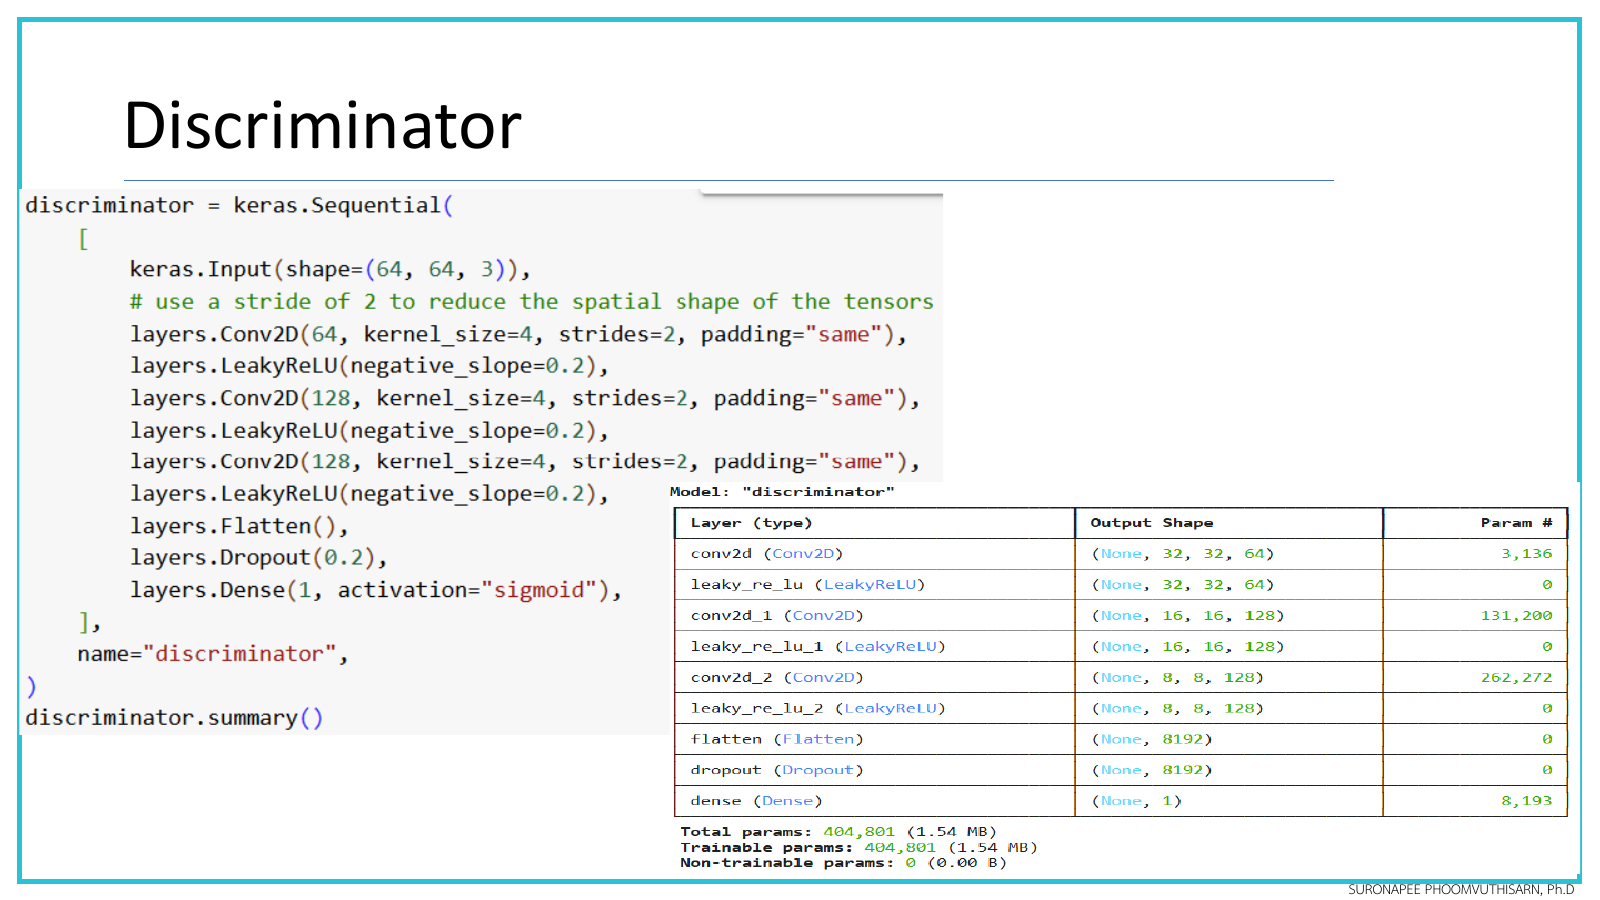 Discriminator
discriminator = keras.Sequential(
    [
        keras.Input(shape=(64, 64, 3)),
        # use a stride of 2 to reduce the spatial shape of the tensors
        layers.Conv2D(64, kernel_size=4, strides=2, padding="same"),
        layers.LeakyReLU(negative_slope=0.2),
        layers.Conv2D(128, kernel_size=4, strides=2, padding="same"),
        layers.LeakyReLU(negative_slope=0.2),
        layers.Conv2D(128, kernel_size=4, strides=2, padding="same"),
        layers.LeakyReLU(negative_slope=0.2),
        layers.Flatten(),
        layers.Dropout(0.2),
        layers.Dense(1, activation="sigmoid"),
    ],
    name="discriminator",
)
discriminator.summary()
Model: "discriminator"
Layer (type) Output Shape Param #
conv2d (Conv2D) (None, 32, 32, 64) 3,136
leaky_re_lu (LeakyReLU) (None, 32, 32, 64) 0
conv2d_1 (Conv2D) (None, 16, 16, 128) 131,200
leaky_re_lu_1 (LeakyReLU) (None, 16, 16, 128) 0
conv2d_2 (Conv2D) (None, 8, 8, 128) 262,272
leaky_re_lu_2 (LeakyReLU) (None, 8, 8, 128) 0
flatten (Flatten) (None, 8192) 0
dropout (Dropout) (None, 8192) 0
dense (Dense) (None, 1) 8,193
Total params: 404,801 (1.54 MB)
Trainable params: 404,801 (1.54 MB)
Non-trainable params: 0 (0.00 B)
SURONAPEE PHOOMVUTHISARN, Ph.D